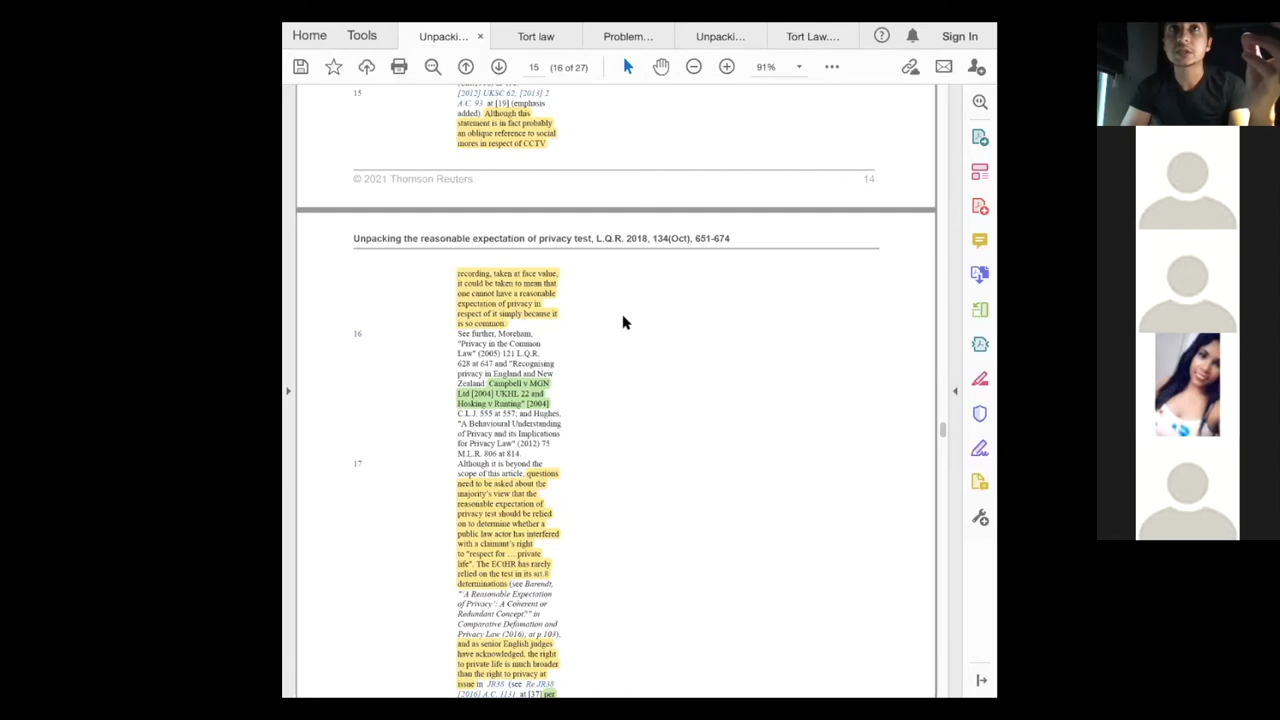 Home Tools Unpacki... × Tort law Problem... Unpacki... Tort Law.... Sign In
15 (16 of 27) 91%
15
[2012] UKSC 62, [2013] 2
A.C. 93 at [19] (emphasis
added). Although this
statement is in fact probably
an oblique reference to social
mores in respect of CCTV
© 2021 Thomson Reuters. 14
Unpacking the reasonable expectation of privacy test, L.Q.R. 2018, 134(Oct), 651-674
recording, taken at face value,
it could be taken to mean that
one cannot have a reasonable
expectation of privacy in
respect of it simply because it
is so common.
16 See further, Moreham,
"Privacy in the Common
Law" (2005) 121 L.Q.R.
628 at 647 and "Recognising
privacy in England and New
Zealand: Campbell v MGN
Ltd [2004] UKHL 22 and
Hosking v Runting" [2004]
C.L.J. 555 at 557; and Hughes,
"A Behavioural Understanding
of Privacy and its Implications
for Privacy Law" (2012) 75
M.L.R. 806 at 814.
17 Although it is beyond the
scope of this article, questions
need to be asked about the
majority's view that the
reasonable expectation of
privacy test should be relied
on to determine whether a
public law actor has interfered
with a claimant's right
to "respect for ... private
life". The ECtHR has rarely
relied on the test in its art.8
determinations (see Barendt,
"'A Reasonable Expectation
of Privacy': A Coherent or
Redundant Concept?" in
Comparative Defamation and
Privacy Law (2016), at p.103),
and as senior English judges
have acknowledged, the right
to private life is much broader
than the right to privacy at
issue in JR38 (see Re JR38
[2016] A.C. 1131 at [37] per